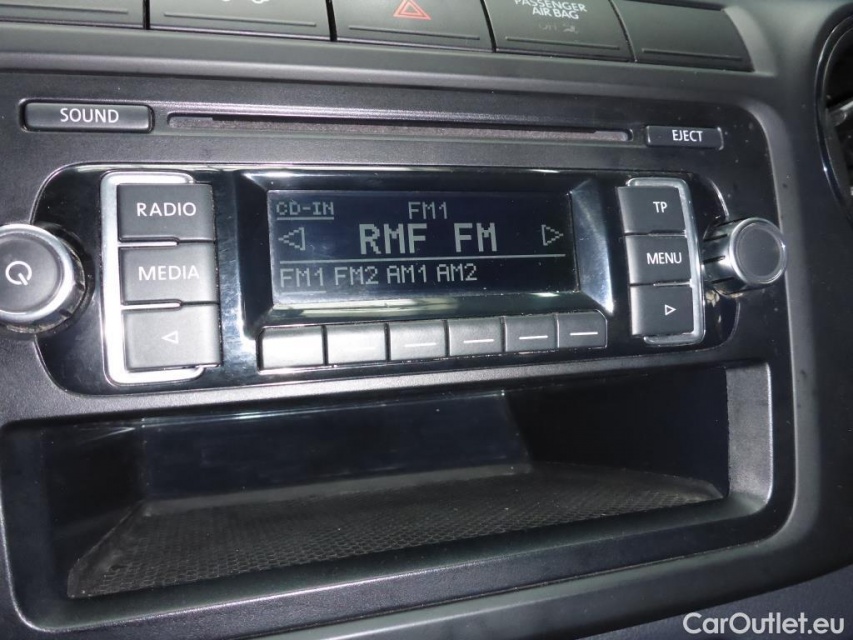 PASSENGER
AIR BAG
SOUND
EJECT
RADIO
MEDIA
CD-IN
FM1
RMF FM
FM1 FM2 AM1 AM2
TP
MENU
CarOutlet.eu